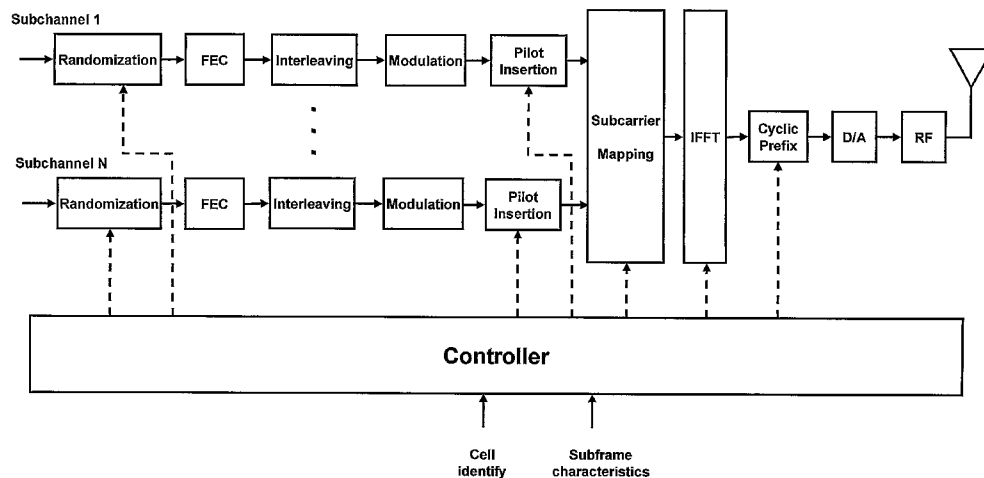 Subchannel 1
Randomization
FEC
Interleaving
Modulation
Pilot
Insertion
Subcarrier
Mapping
IFFT
Cyclic
Prefix
D/A
RF
Subchannel N
Randomization
FEC
Interleaving
Modulation
Pilot
Insertion
Controller
Cell
identify
Subframe
characteristics